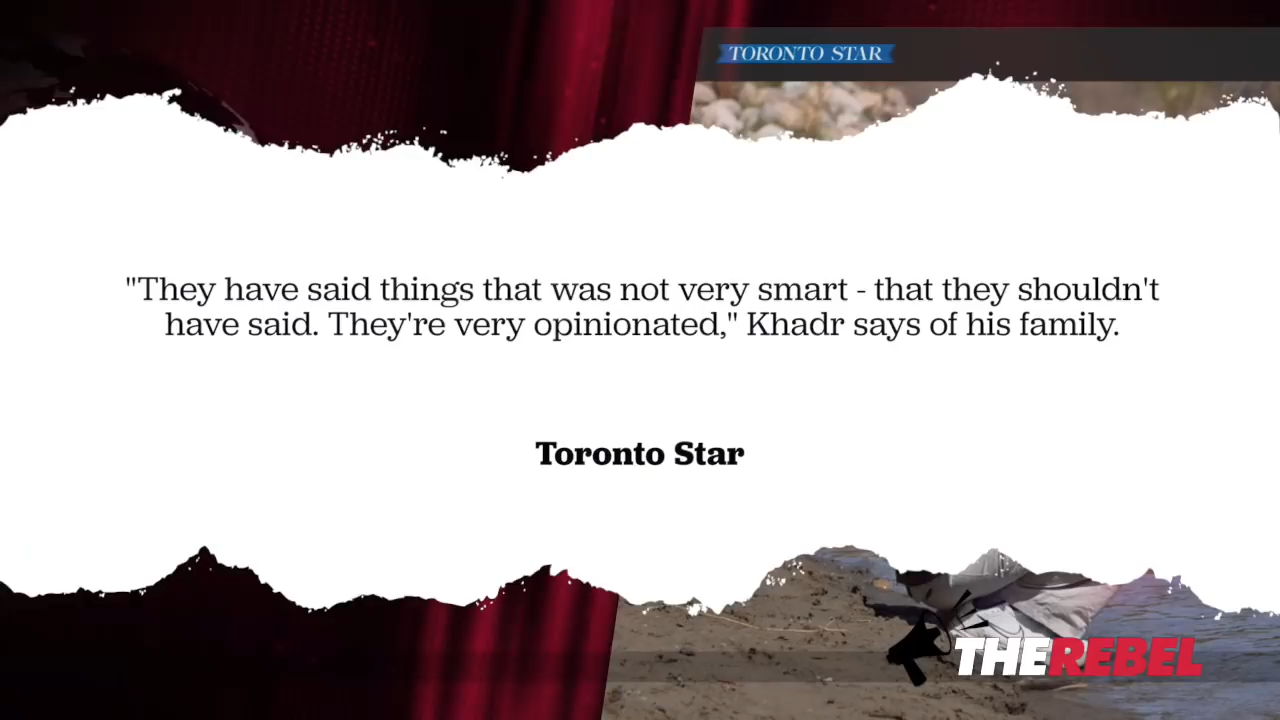 TORONTO STAR
"They have said things that was not very smart - that they shouldn't
have said. They're very opinionated," Khadr says of his family.
Toronto Star
THEREBEL